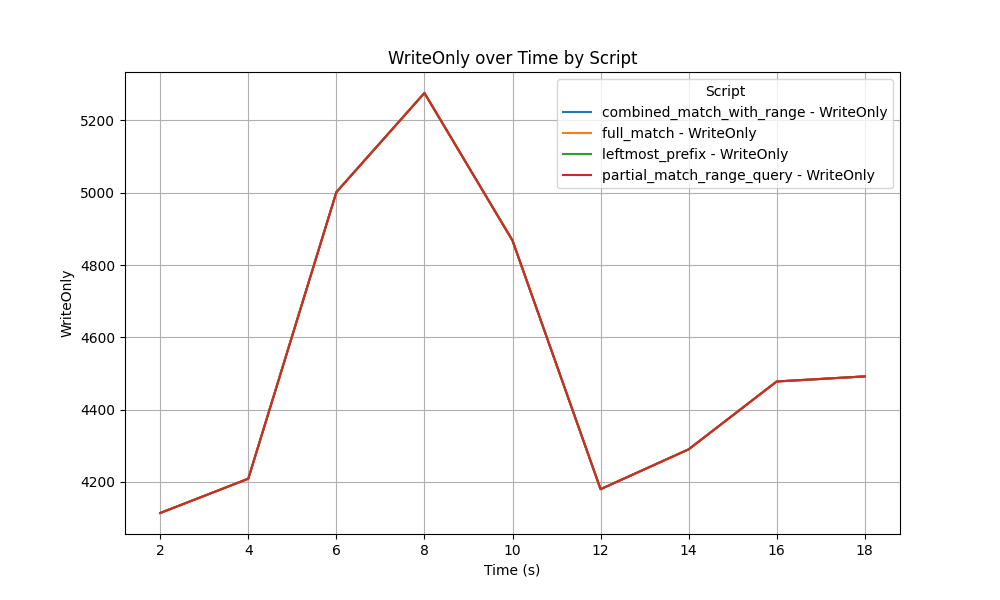 WriteOnly over Time by Script
Script
combined_match_with_range - WriteOnly
full_match - WriteOnly
leftmost_prefix - WriteOnly
partial_match_range_query - WriteOnly
WriteOnly
5200
5000
4800
4600
4400
4200
2 4 6 8 10 12 14 16 18
Time (s)